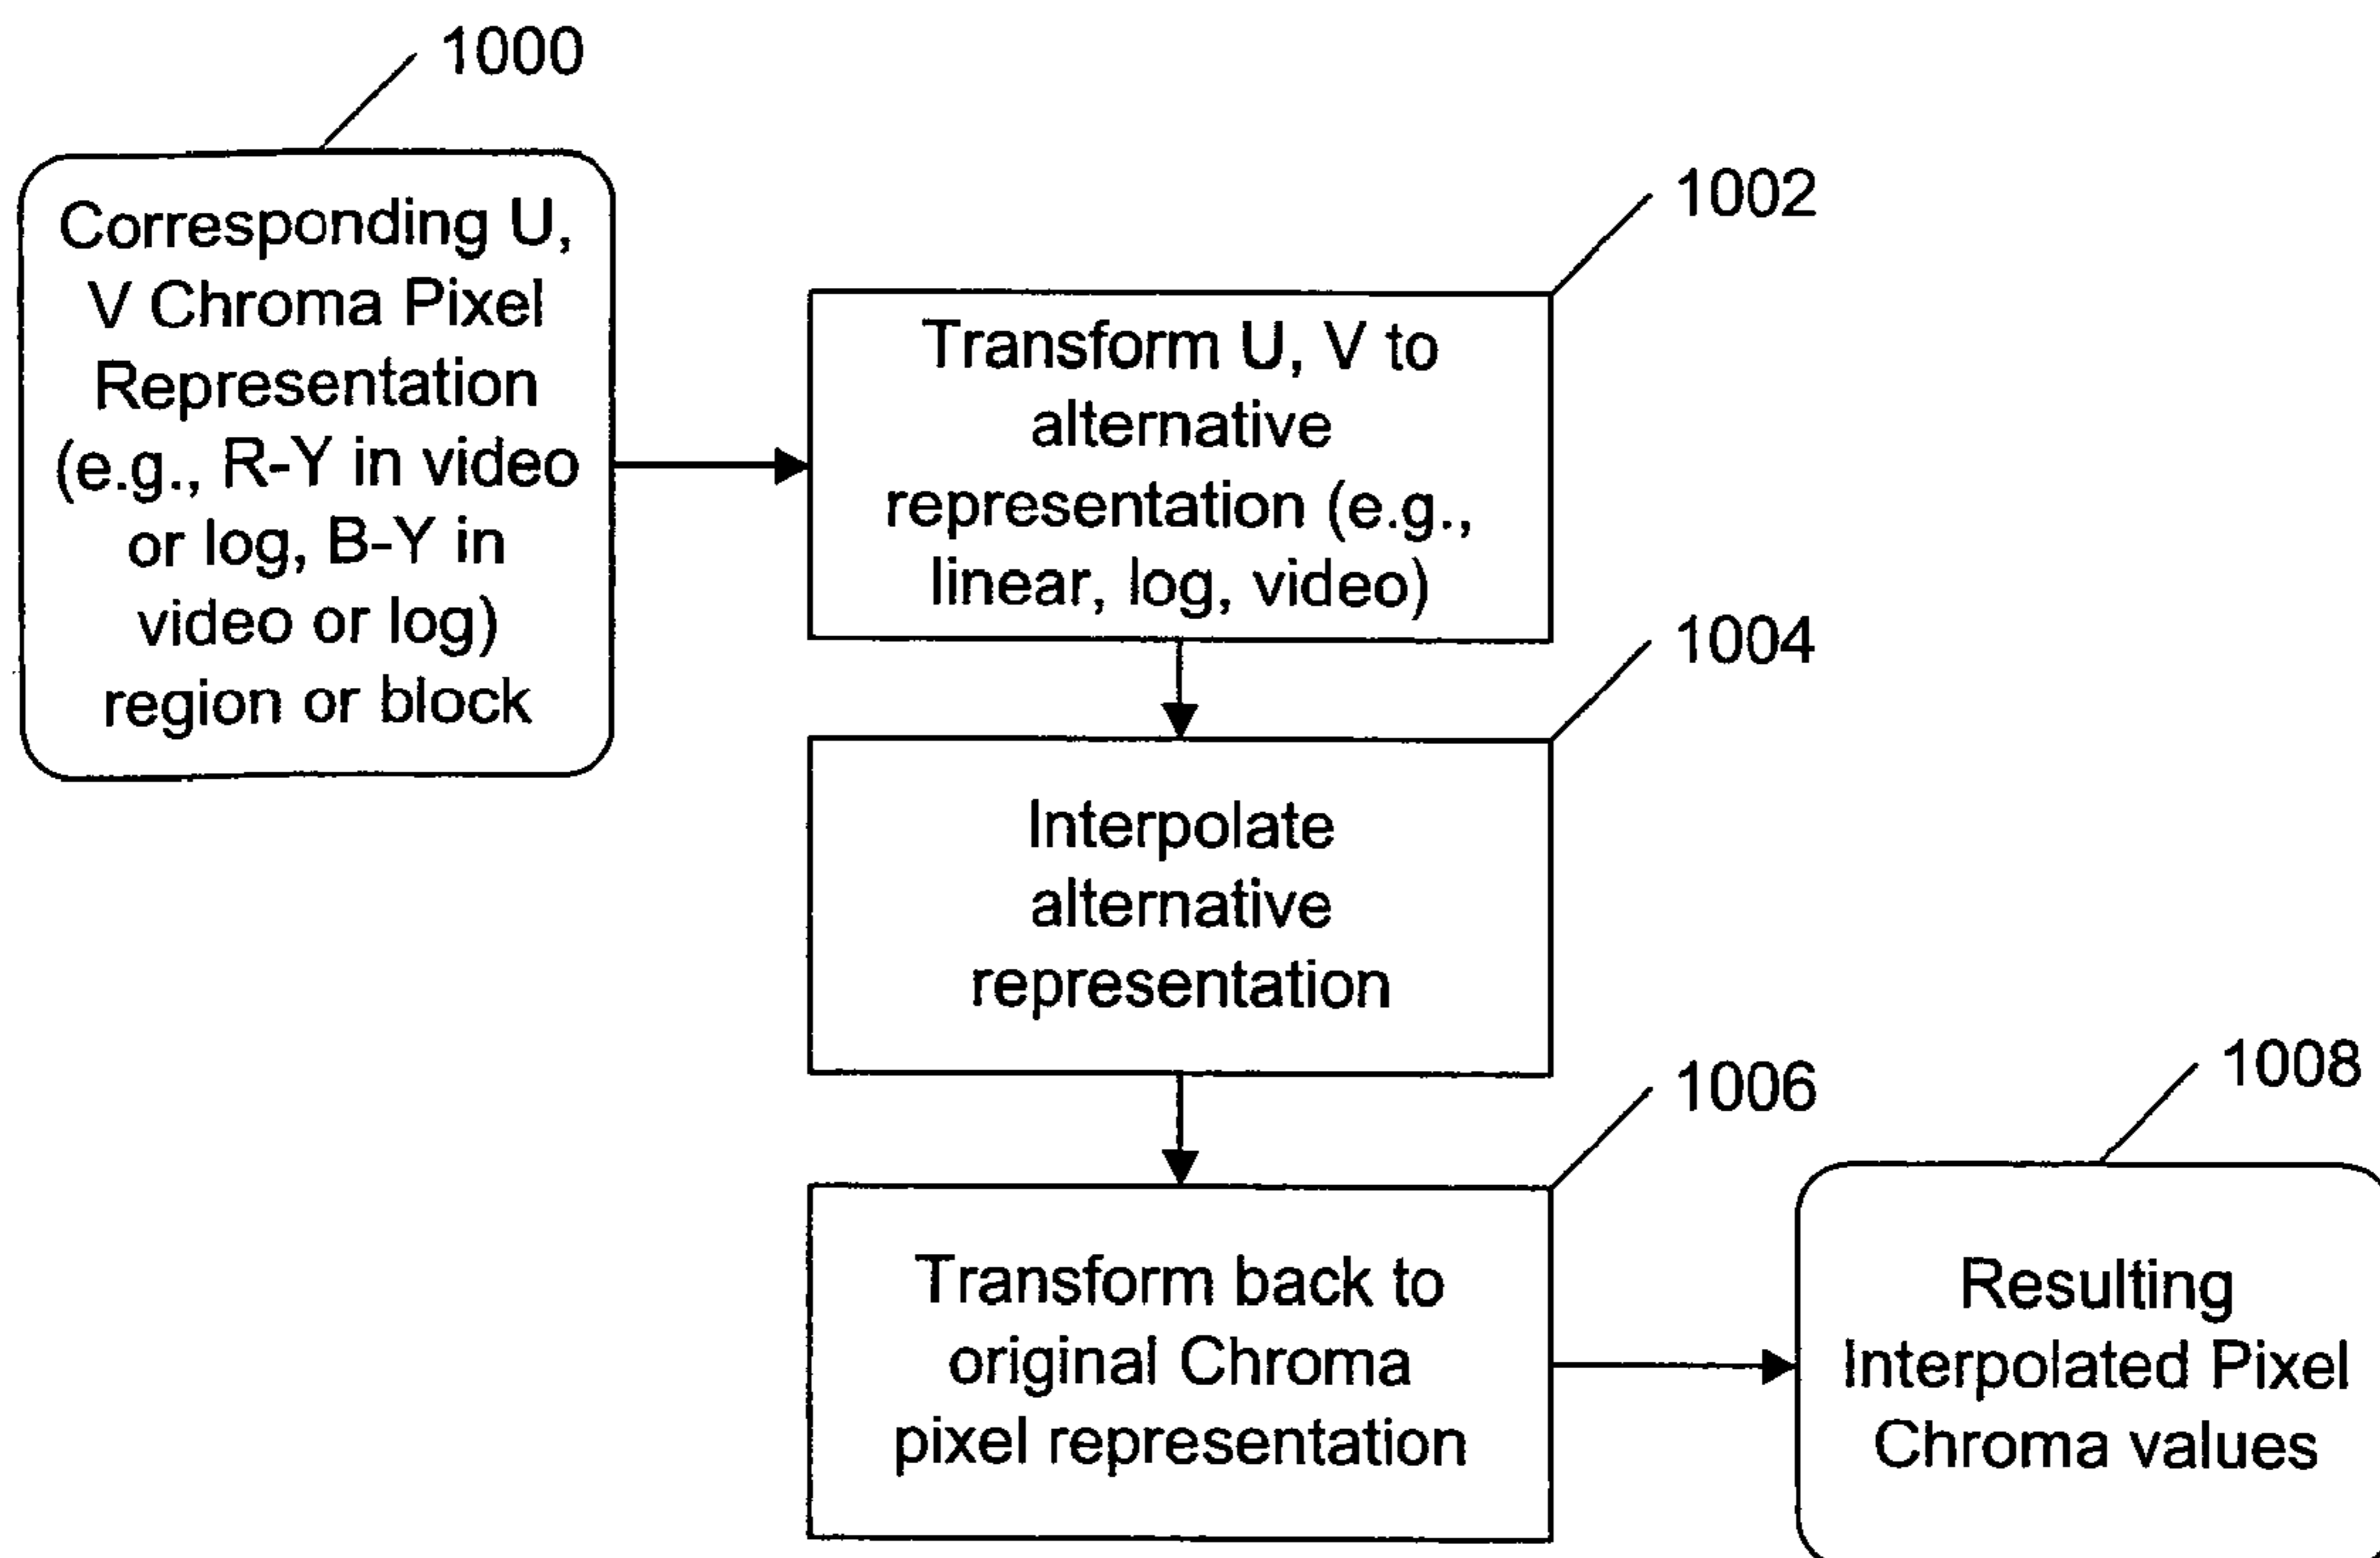 1000
Corresponding U,
V Chroma Pixel
Representation
(e.g., R-Y in video
or log, B-Y in
video or log)
region or block
1002
Transform U, V to
alternative
representation (e.g.,
linear, log, video)
1004
Interpolate
alternative
representation
1006
Transform back to
original Chroma
pixel representation
1008
Resulting
Interpolated Pixel
Chroma values